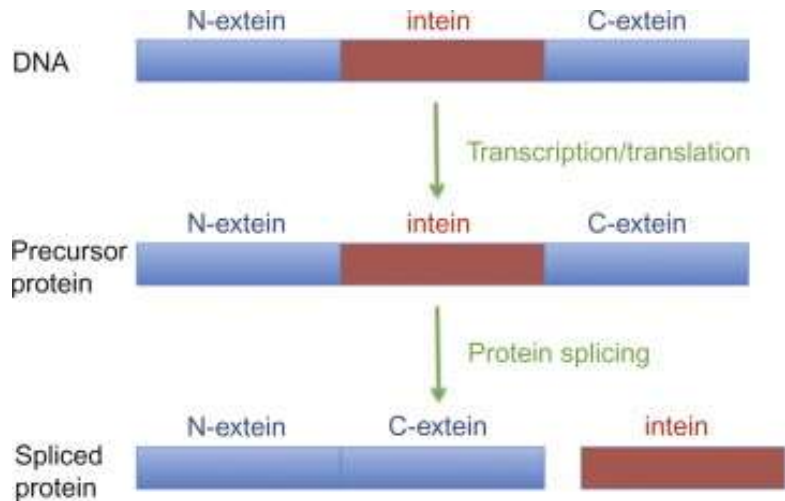 N-extein intein C-extein
DNA
Transcription/translation
N-extein intein C-extein
Precursor
protein
Protein splicing
N-extein C-extein intein
Spliced
protein